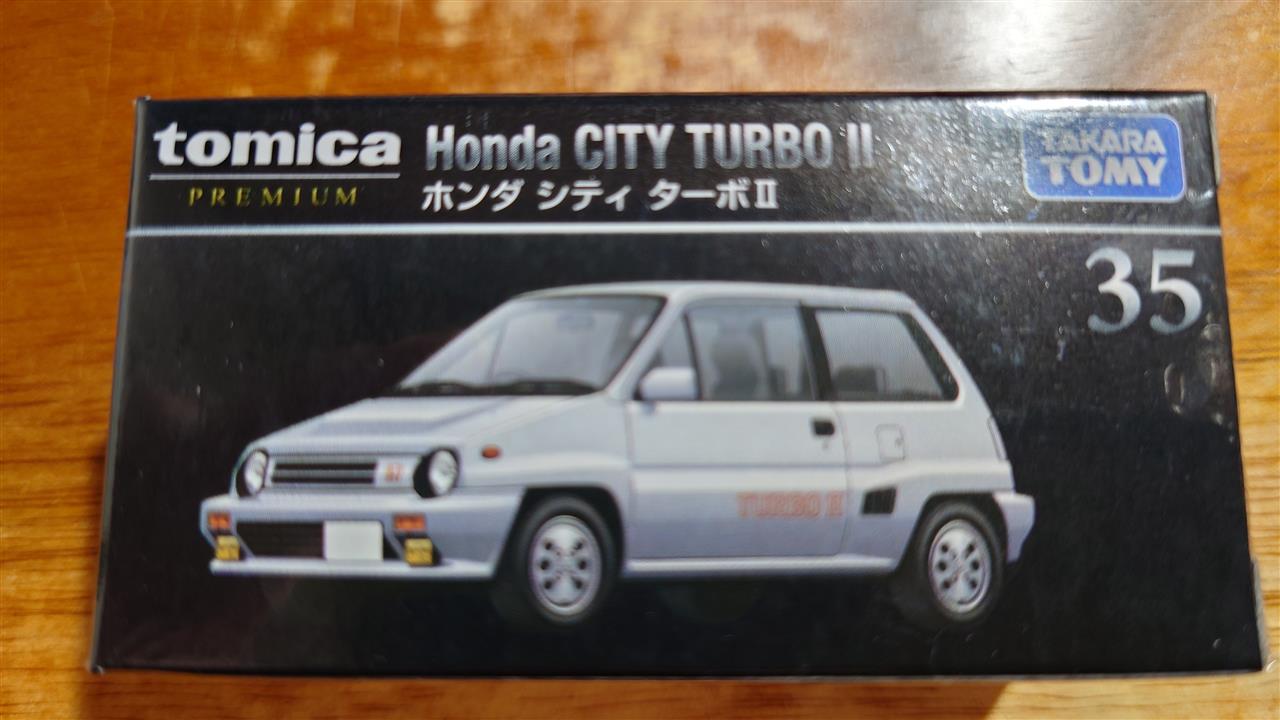 tomica
PREMIUM
Honda CITY TURBO II
ホンダ シティ ターボⅡ
TAKARA
TOMY
35
TURBO II